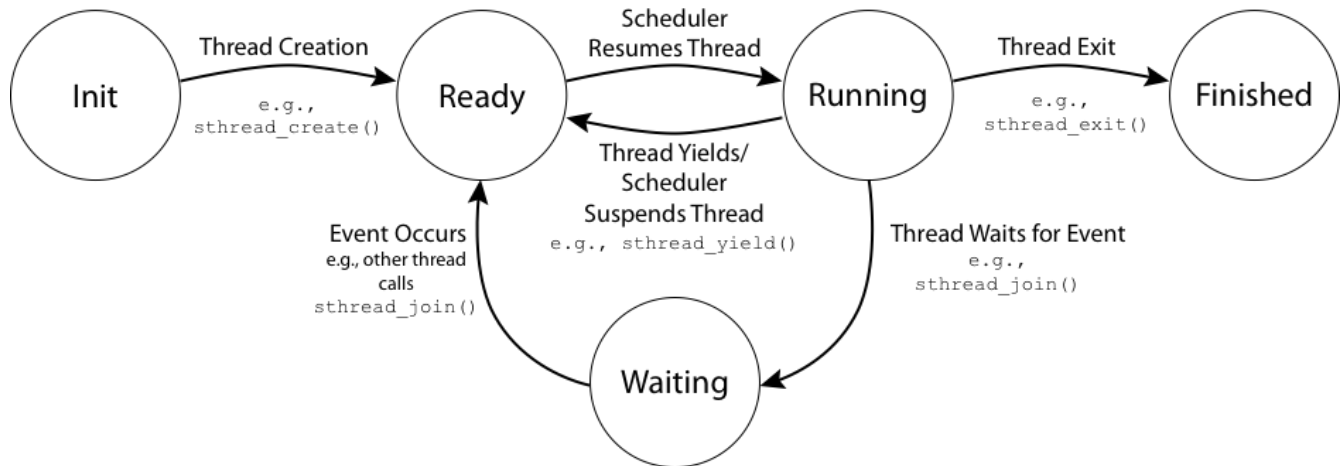 Init
Thread Creation
e.g.,
sthread_create()
Ready
Scheduler
Resumes Thread
Thread Yields/
Scheduler
Suspends Thread
e.g., sthread_yield()
Running
Thread Exit
e.g.,
sthread_exit()
Finished
Event Occurs
e.g., other thread
calls
sthread_join()
Thread Waits for Event
e.g.,
sthread_join()
Waiting